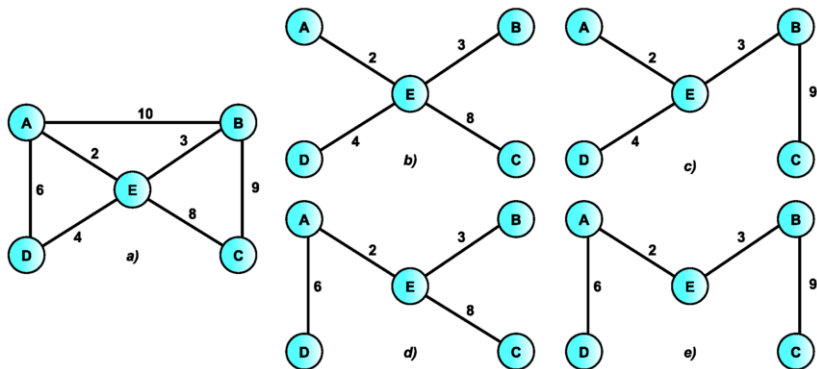 A 10 B
2 3
6 E 9
4 8
D a) C
A B
2 3
E
4 8
D b) C
A B
2 3
E 9
4
D c) C
A B
2 3
6 E
8
D d) C
A B
2 3
6 E 9
D e) C